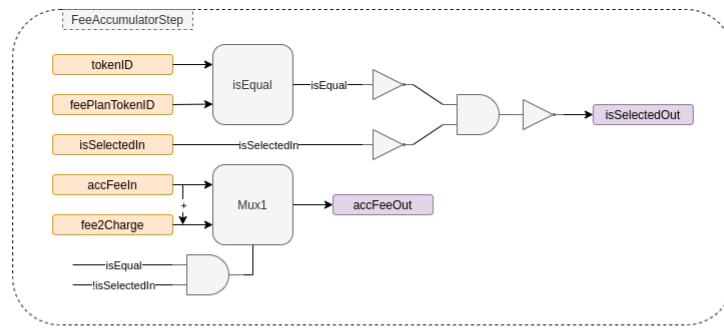 FeeAccumulatorStep
tokenID
feePlanTokenID
isEqual
isEqual
isSelectedIn
isSelectedIn
isSelectedOut
accFeeIn
+
fee2Charge
Mux1
accFeeOut
isEqual
!isSelectedIn